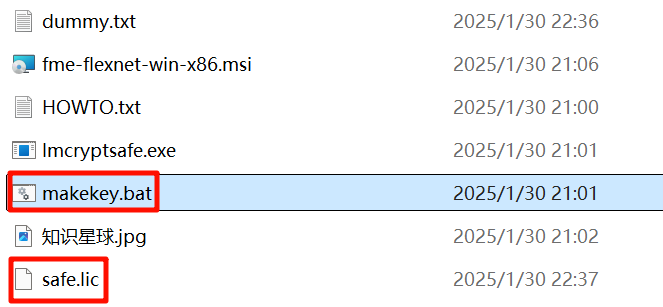 dummy.txt 2025/1/30 22:36
fme-flexnet-win-x86.msi 2025/1/30 21:06
HOWTO.txt 2025/1/30 21:00
lmcryptsafe.exe 2025/1/30 21:01
makekey.bat 2025/1/30 21:01
知识星球.jpg 2025/1/30 21:02
safe.lic 2025/1/30 22:37